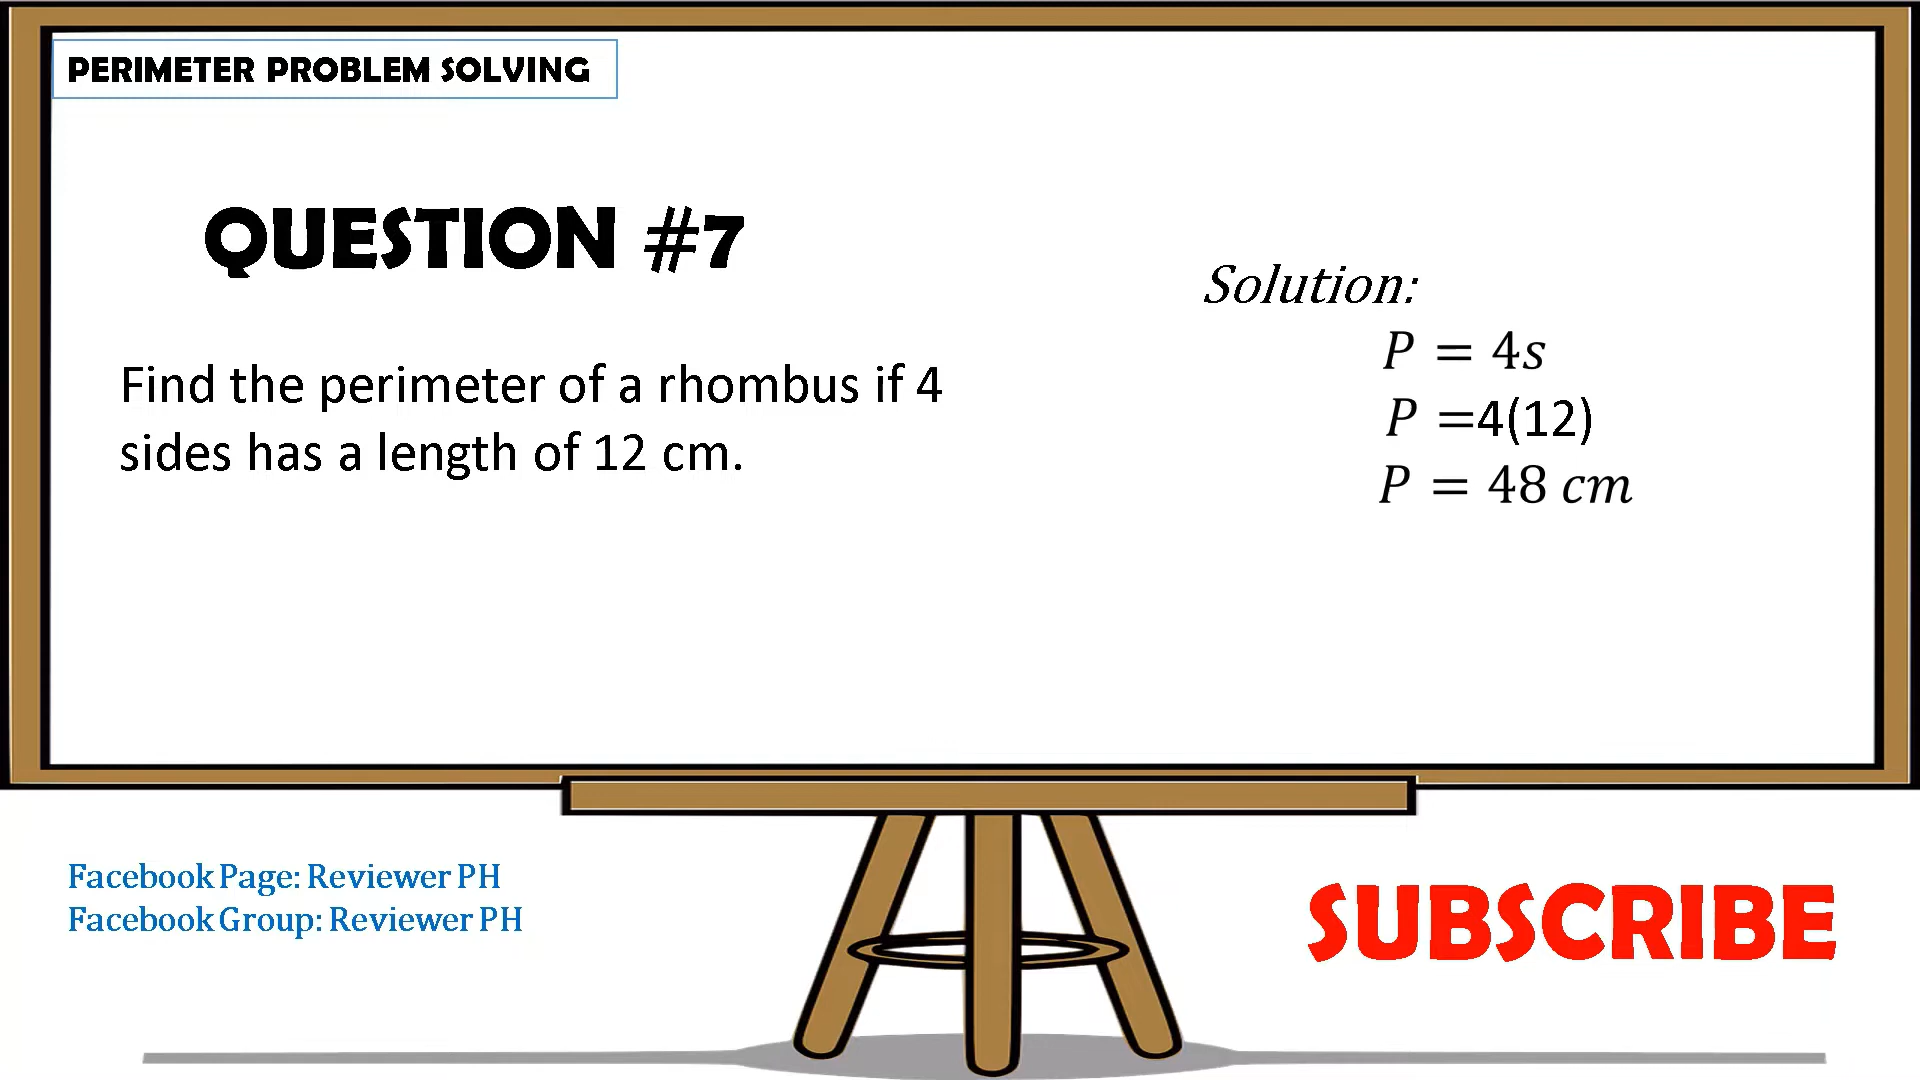 PERIMETER PROBLEM SOLVING
QUESTION #7
Find the perimeter of a rhombus if 4
sides has a length of 12 cm.
Solution:
P = 4s
P =4(12)
P = 48 cm
Facebook Page: Reviewer PH
Facebook Group: Reviewer PH
SUBSCRIBE